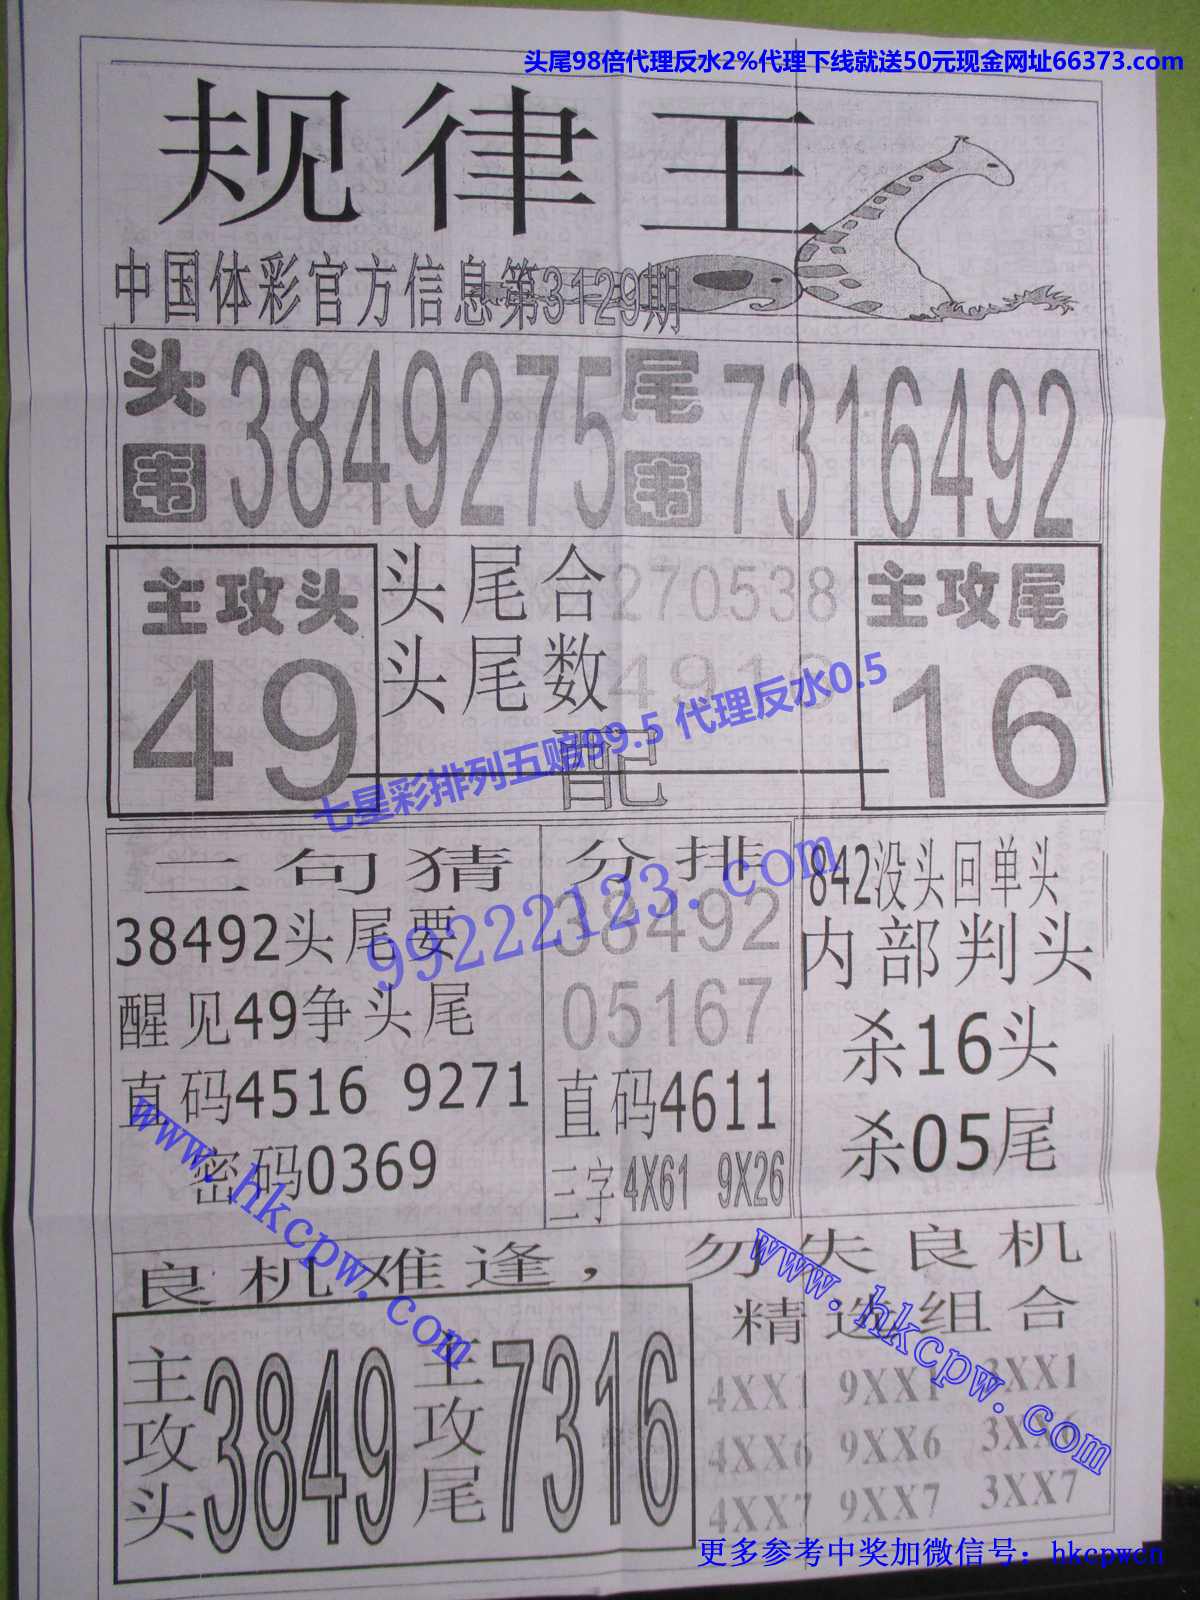 头尾98倍代理反水2%代理下线就送50元现金网址66373.com
规律王
中国体彩官方信息第3129期
头围 3849275 尾围 7316492
主攻头
49
头尾合 270538
头尾数
配
主攻尾
16
七星彩排列五赔99.5 代理反水0.5
99222123.com
二句猜
38492头尾要
醒见49争头尾
直码4516 9271
密码0369
分排
38492
05167
直码4611
三字 4X61 9X26
842没头回单头
内部判头
杀16头
杀05尾
www.hkcpw.com
www.hkcpw.com
良机难逢，勿失良机
主攻头 3849 主攻尾 7316
精选组合
4XX1 9XX1 3XX1
4XX6 9XX6 3XX6
4XX7 9XX7 3XX7
更多参考中奖加微信号：hkcpwcn